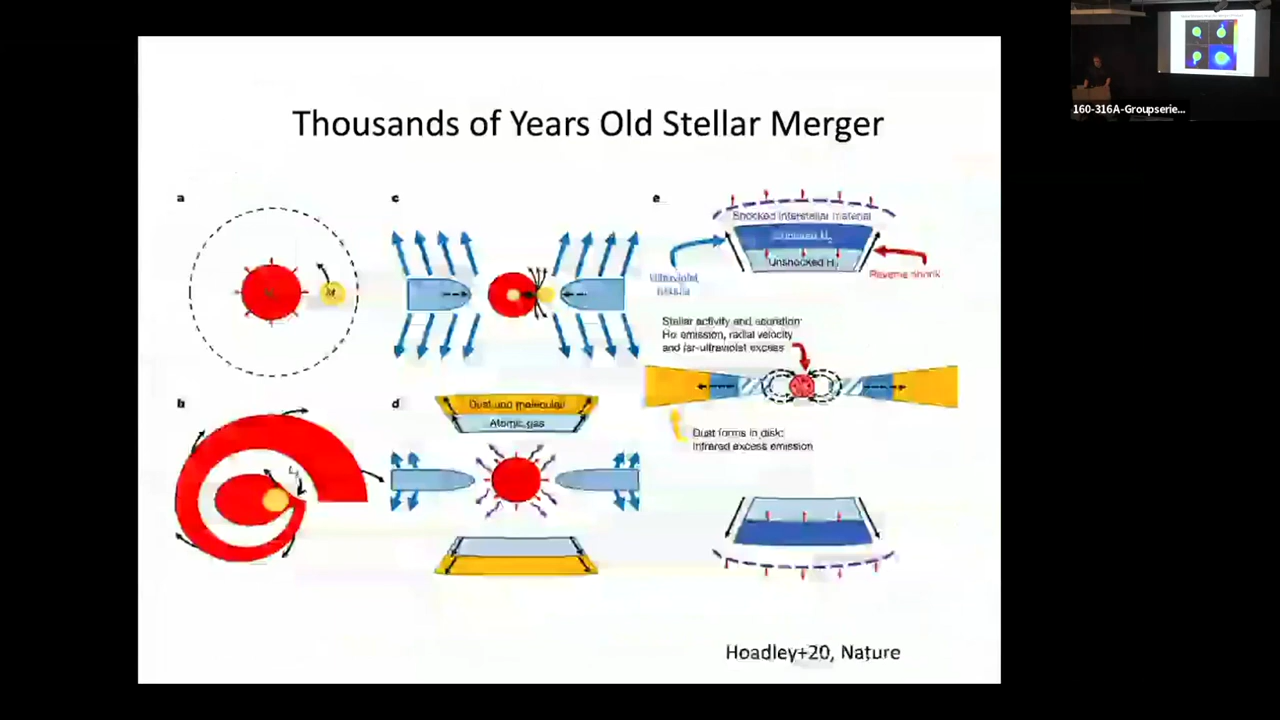 Thousands of Years Old Stellar Merger
a
b
c
d
Dust and molecular
Atomic gas
e
Shocked interstellar material
Unshocked H₂
Ultraviolet
nebula
Reverse shock
Stellar activity and accretion:
Hα emission, radial velocity
and far-ultraviolet excess
Dust forms in disk:
Infrared excess emission
Hoadley+20, Nature
160-316A-Groupserie...